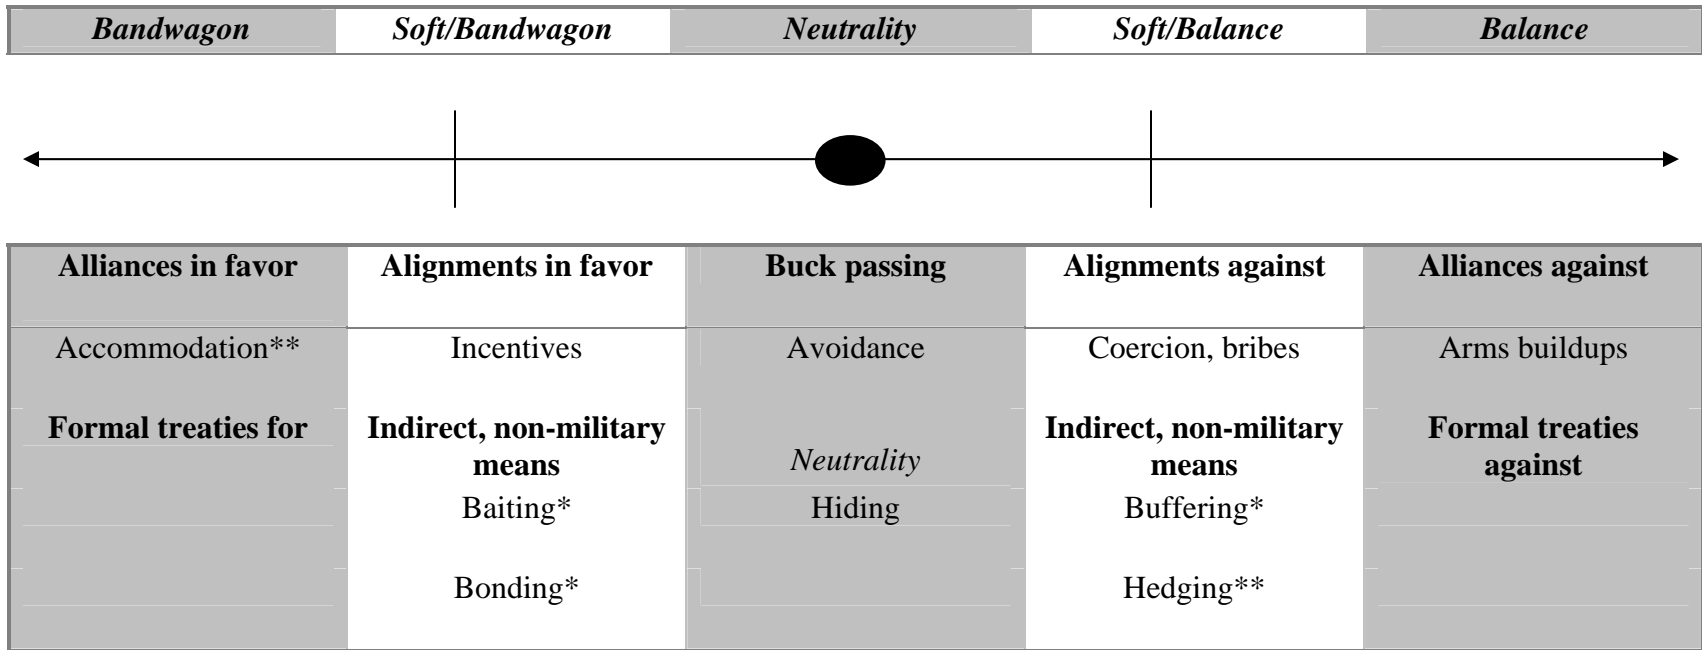 Bandwagon Soft/Bandwagon Neutrality Soft/Balance Balance
Alliances in favor Alignments in favor Buck passing Alignments against Alliances against
Accommodation** Incentives Avoidance Coercion, bribes Arms buildups
Formal treaties for Indirect, non-military means Neutrality Indirect, non-military means Formal treaties against
Baiting* Hiding Buffering*
Bonding* Hedging**